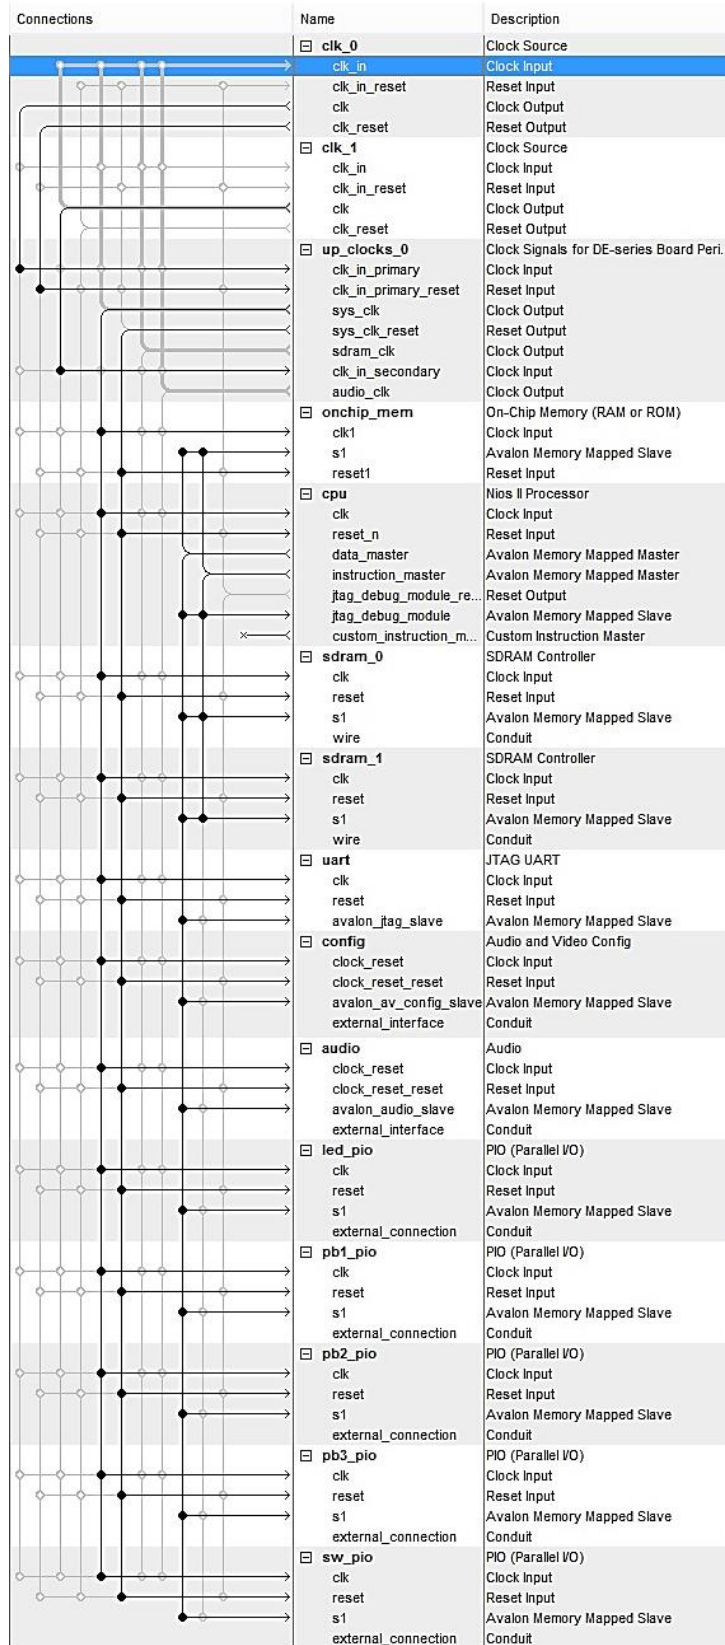 Connections Name Description
clk_0 Clock Source
clk_in Clock Input
clk_in_reset Reset Input
clk Clock Output
clk_reset Reset Output
clk_1 Clock Source
clk_in Clock Input
clk_in_reset Reset Input
clk Clock Output
clk_reset Reset Output
up_clocks_0 Clock Signals for DE-series Board Peri.
clk_in_primary Clock Input
clk_in_primary_reset Reset Input
sys_clk Clock Output
sys_clk_reset Reset Output
sdram_clk Clock Output
clk_in_secondary Clock Input
audio_clk Clock Output
onchip_mem On-Chip Memory (RAM or ROM)
clk1 Clock Input
s1 Avalon Memory Mapped Slave
reset1 Reset Input
cpu Nios II Processor
clk Clock Input
reset_n Reset Input
data_master Avalon Memory Mapped Master
instruction_master Avalon Memory Mapped Master
jtag_debug_module_re... Reset Output
jtag_debug_module Avalon Memory Mapped Slave
custom_instruction_m... Custom Instruction Master
sdram_0 SDRAM Controller
clk Clock Input
reset Reset Input
s1 Avalon Memory Mapped Slave
wire Conduit
sdram_1 SDRAM Controller
clk Clock Input
reset Reset Input
s1 Avalon Memory Mapped Slave
wire Conduit
uart JTAG UART
clk Clock Input
reset Reset Input
avalon_jtag_slave Avalon Memory Mapped Slave
config Audio and Video Config
clock_reset Clock Input
clock_reset_reset Reset Input
avalon_av_config_slave Avalon Memory Mapped Slave
external_interface Conduit
audio Audio
clock_reset Clock Input
clock_reset_reset Reset Input
avalon_audio_slave Avalon Memory Mapped Slave
external_interface Conduit
led_pio PIO (Parallel I/O)
clk Clock Input
reset Reset Input
s1 Avalon Memory Mapped Slave
external_connection Conduit
pb1_pio PIO (Parallel I/O)
clk Clock Input
reset Reset Input
s1 Avalon Memory Mapped Slave
external_connection Conduit
pb2_pio PIO (Parallel I/O)
clk Clock Input
reset Reset Input
s1 Avalon Memory Mapped Slave
external_connection Conduit
pb3_pio PIO (Parallel I/O)
clk Clock Input
reset Reset Input
s1 Avalon Memory Mapped Slave
external_connection Conduit
sw_pio PIO (Parallel I/O)
clk Clock Input
reset Reset Input
s1 Avalon Memory Mapped Slave
external_connection Conduit